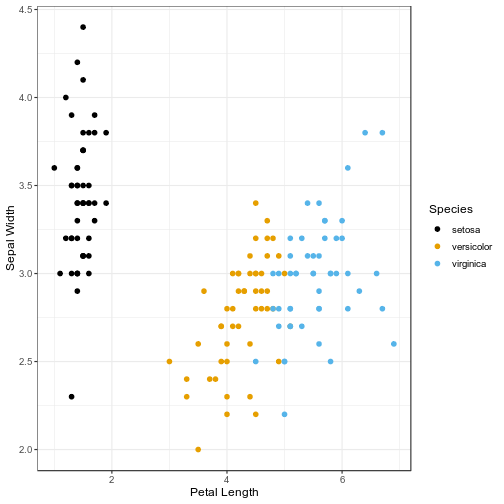 4.5
4.0
3.5
3.0
2.5
2.0
Sepal Width
2
4
6
Petal Length
Species
setosa
versicolor
virginica